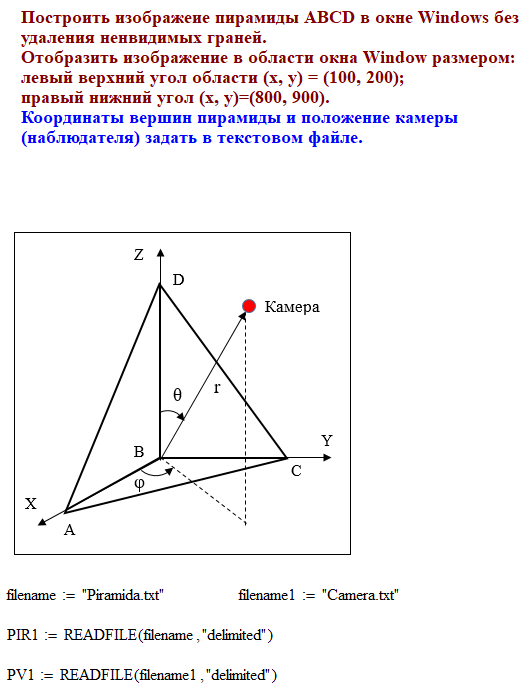 Построить изображеие пирамиды ABCD в окне Windows без
удаления ненвидимых граней.
Отобразить изображение в области окна Window размером:
левый верхний угол области (x, y) = (100, 200);
правый нижний угол (x, y)=(800, 900).
Координаты вершин пирамиды и положение камеры
(наблюдателя) задать в текстовом файле.
Z
D
Камера
θ
r
B
Y
φ
C
X
A
filename := "Piramida.txt" filename1 := "Camera.txt"
PIR1 := READFILE(filename ,"delimited")
PV1 := READFILE(filename1 ,"delimited")